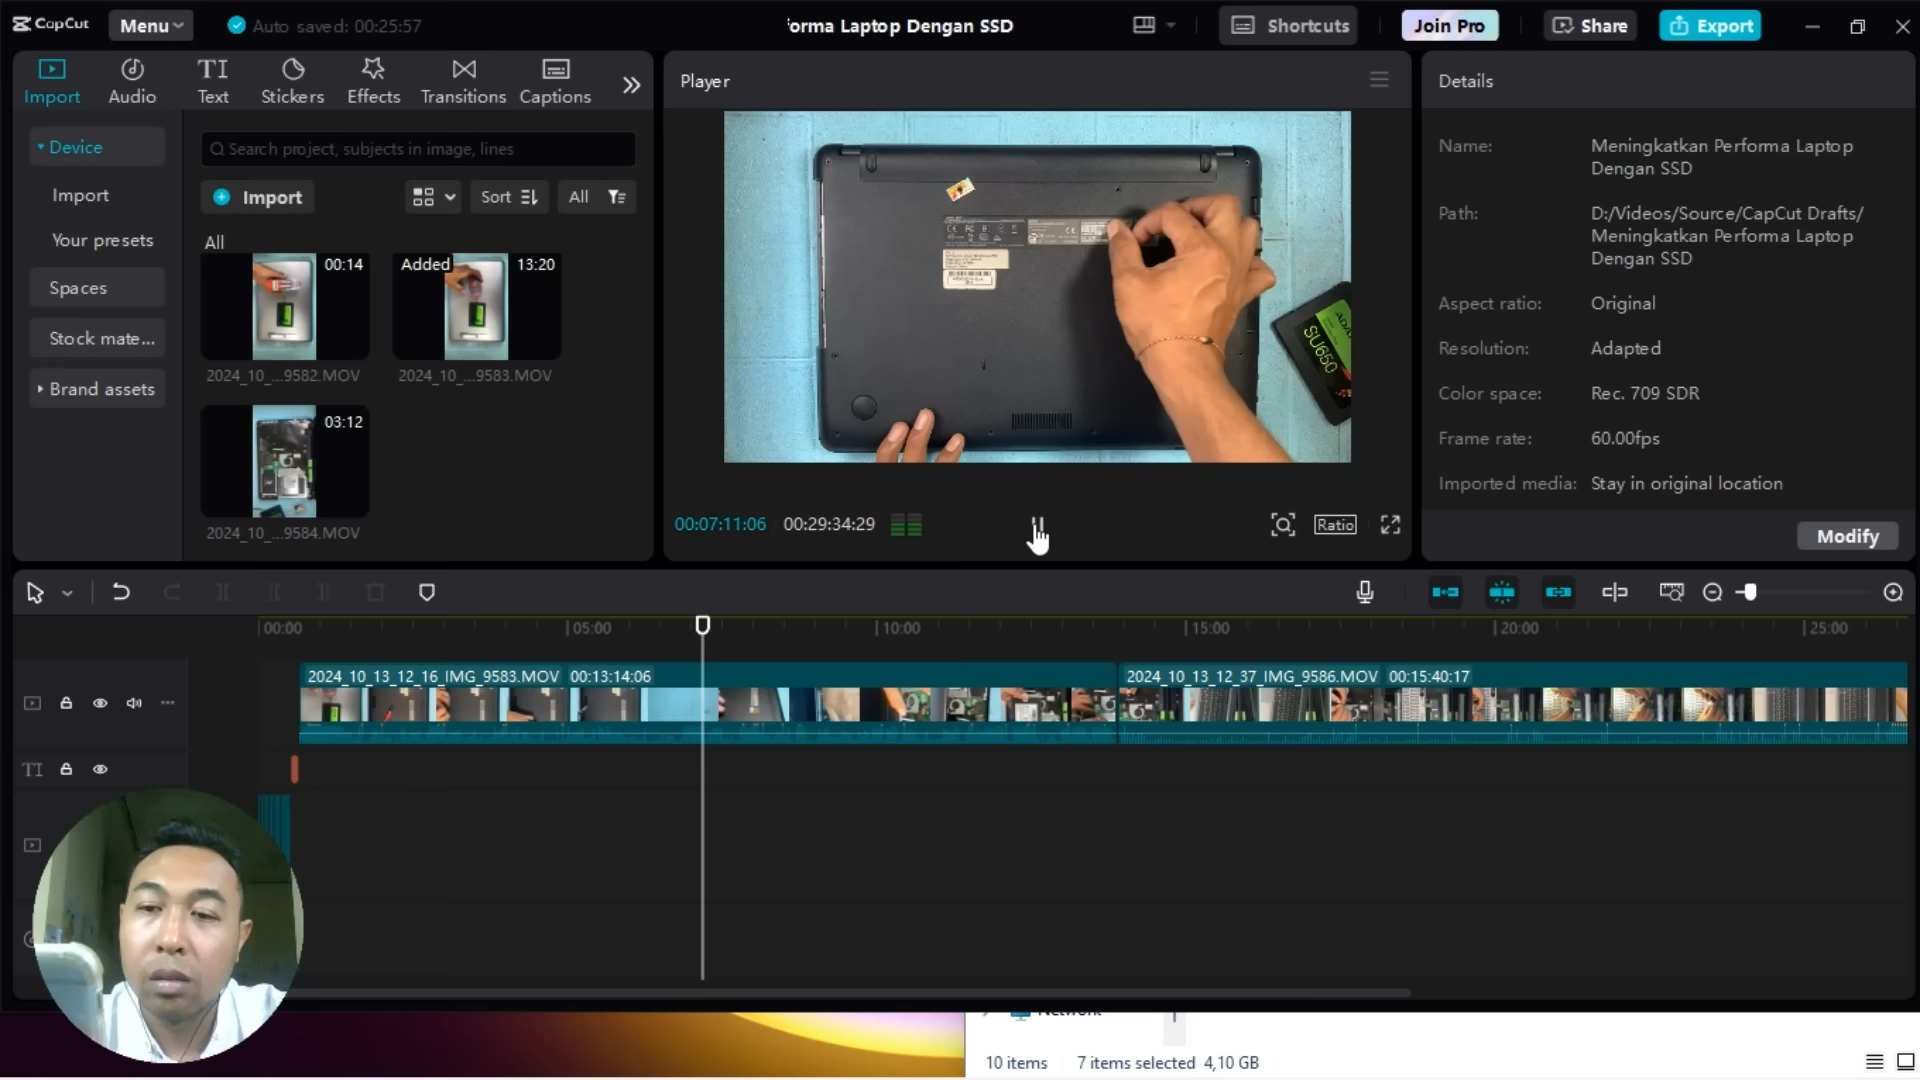 CapCut
Menu
Auto saved: 00:25:57
orma Laptop Dengan SSD
Shortcuts
Join Pro
Share
Export
Import
Audio
Text
Stickers
Effects
Transitions
Captions
Device
Import
Your presets
Spaces
Stock mate...
Brand assets
Search project, subjects in image, lines
Import
Sort
All
All
00:14
2024_10_...9582.MOV
Added
13:20
2024_10_...9583.MOV
03:12
2024_10_...9584.MOV
Player
SU650
00:07:11:06
00:29:34:29
Ratio
Details
Name:
Meningkatkan Performa Laptop
Dengan SSD
Path:
D:/Videos/Source/CapCut Drafts/
Meningkatkan Performa Laptop
Dengan SSD
Aspect ratio:
Original
Resolution:
Adapted
Color space:
Rec. 709 SDR
Frame rate:
60.00fps
Imported media:
Stay in original location
Modify
00:00
05:00
10:00
15:00
20:00
25:00
2024_10_13_12_16_IMG_9583.MOV 00:13:14:06
2024_10_13_12_37_IMG_9586.MOV 00:15:40:17
TI
Network
10 items
7 items selected 4,10 GB